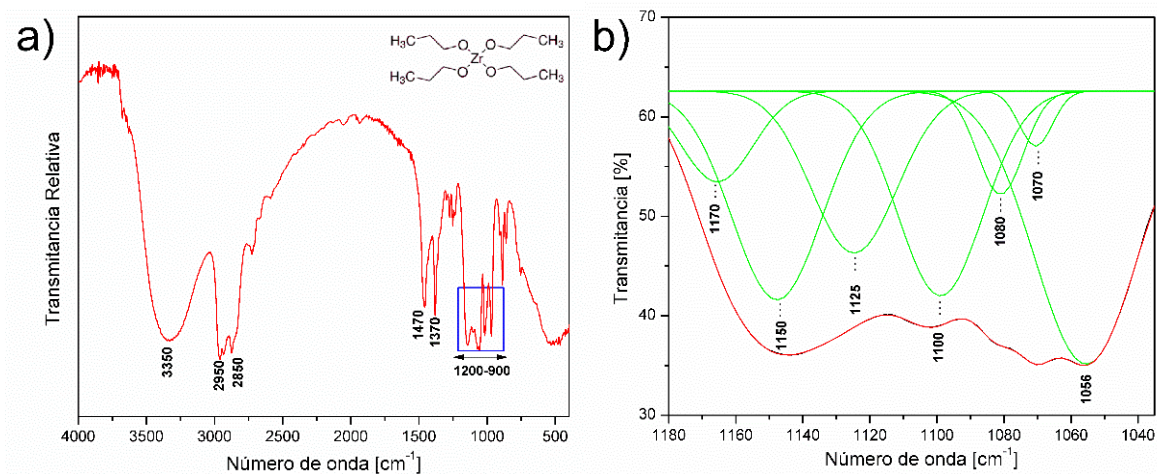 a)
H₃C O O CH₃
Zr
H₃C O O CH₃
Transmitancia Relativa
3350
2950
2850
1470
1370
1200-900
4000 3500 3000 2500 2000 1500 1000 500
Número de onda [cm⁻¹]
b)
Transmitancia [%]
70
60
50
40
30
1170
1150
1125
1100
1080
1070
1056
1180 1160 1140 1120 1100 1080 1060 1040
Número de onda [cm⁻¹]